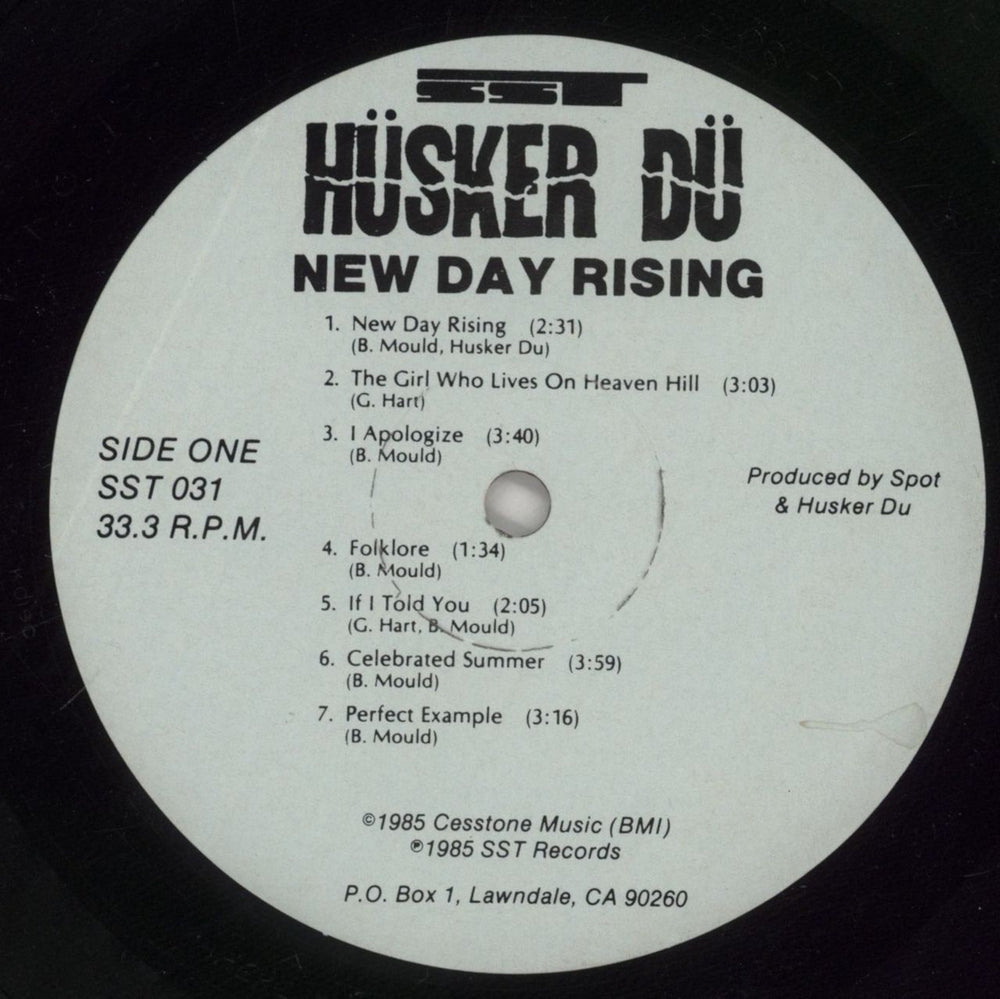 SST
HÜSKER DÜ
NEW DAY RISING
1. New Day Rising (2:31)
(B. Mould, Husker Du)
2. The Girl Who Lives On Heaven Hill (3:03)
(G. Hart)
3. I Apologize (3:40)
(B. Mould)
SIDE ONE
SST 031
33.3 R.P.M.
Produced by Spot
& Husker Du
4. Folklore (1:34)
(B. Mould)
5. If I Told You (2:05)
(G. Hart, B. Mould)
6. Celebrated Summer (3:59)
(B. Mould)
7. Perfect Example (3:16)
(B. Mould)
©1985 Cesstone Music (BMI)
℗1985 SST Records
P.O. Box 1, Lawndale, CA 90260